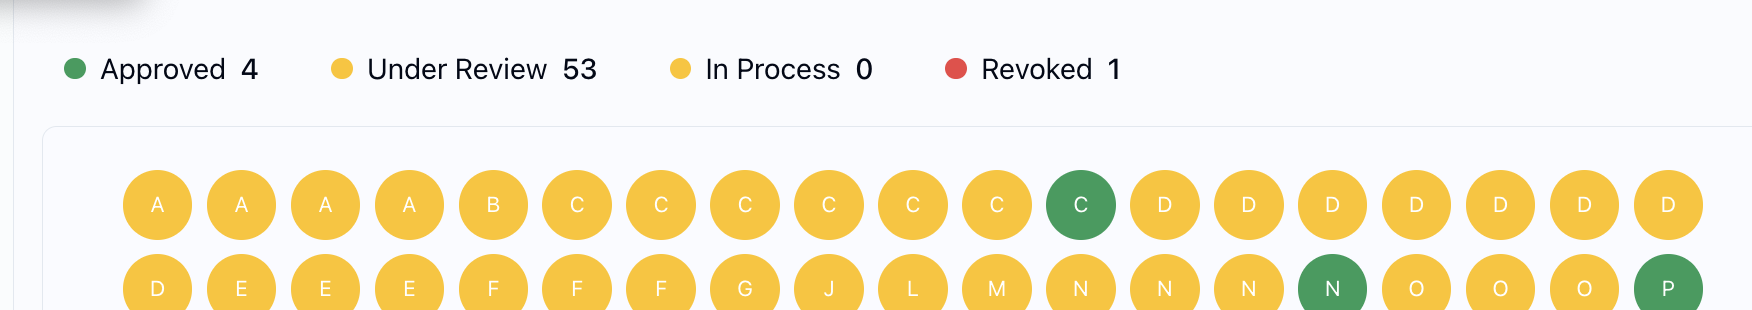 Approved 4 Under Review 53 In Process 0 Revoked 1
A A A A B C C C C C C C D D D D D D D
D E E E F F F G J L M N N N N O O O P